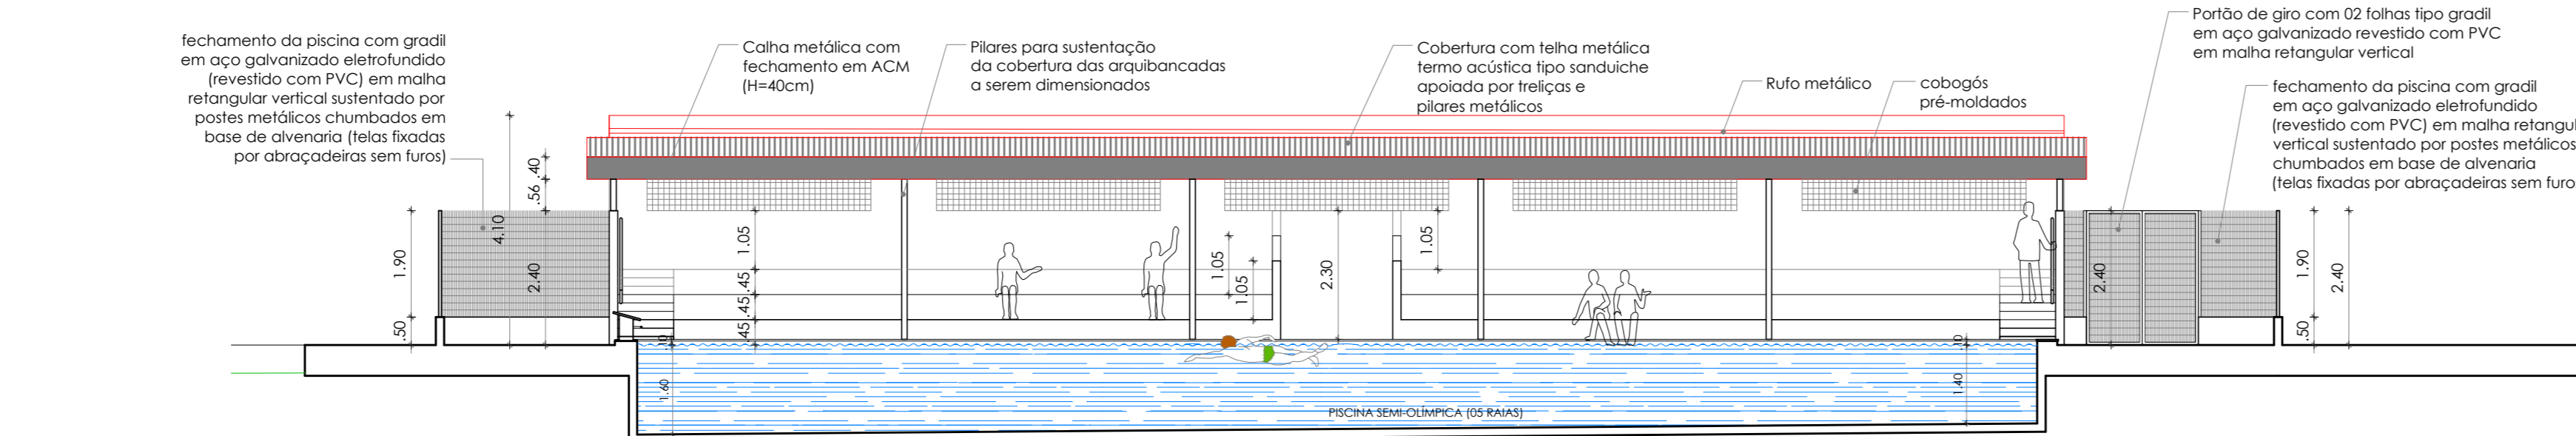 fechamento da piscina com gradil
em aço galvanizado eletrofundido
(revestido com PVC) em malha
retangular vertical sustentado por
postes metálicos chumbados em
base de alvenaria (telas fixadas
por abraçadeiras sem furos)
Calha metálica com
fechamento em ACM
(H=40cm)
Pilares para sustentação
da cobertura das arquibancadas
a serem dimensionados
Cobertura com telha metálica
termo acústica tipo sanduiche
apoiada por treliças e
pilares metálicos
Rufo metálico
cobogós
pré-moldados
Portão de giro com 02 folhas tipo gradil
em aço galvanizado revestido com PVC
em malha retangular vertical
fechamento da piscina com gradil
em aço galvanizado eletrofundido
(revestido com PVC) em malha retangul
vertical sustentado por postes metálicos
chumbados em base de alvenaria
(telas fixadas por abraçadeiras sem furo
1.90
.50
4.10
.40
.56
2.40
1.05
.45
.45
.45
.10
1.60
1.05
1.05
2.30
1.05
.10
1.40
2.40
1.90
.50
2.40
PISCINA SEMI-OLÍMPICA (05 RAIAS)